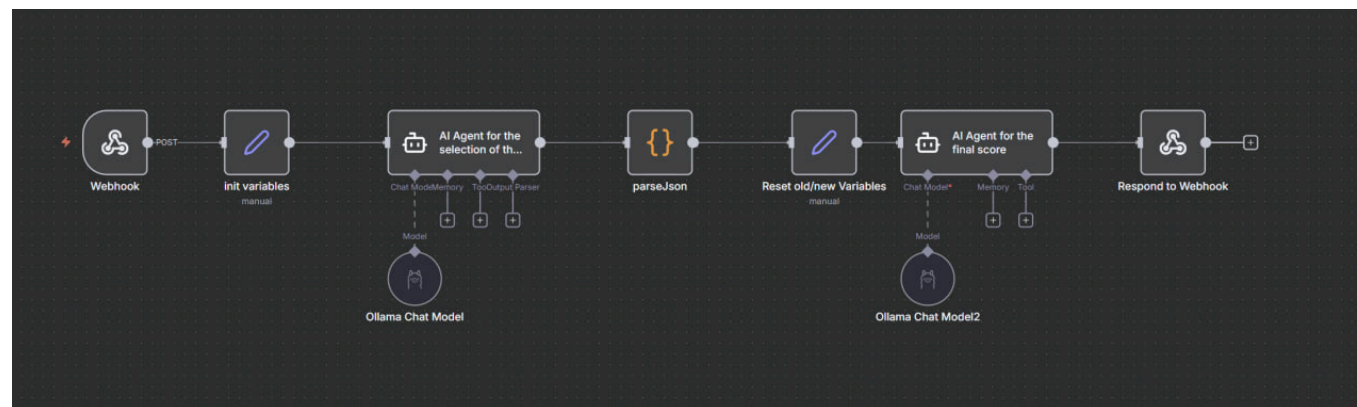 POST
Webhook
init variables
manual
AI Agent for the
selection of th...
Chat Model
Memory
Too
Output Parser
Model
Ollama Chat Model
parseJson
Reset old/new Variables
manual
AI Agent for the
final score
Chat Model*
Memory
Tool
Model
Ollama Chat Model2
Respond to Webhook